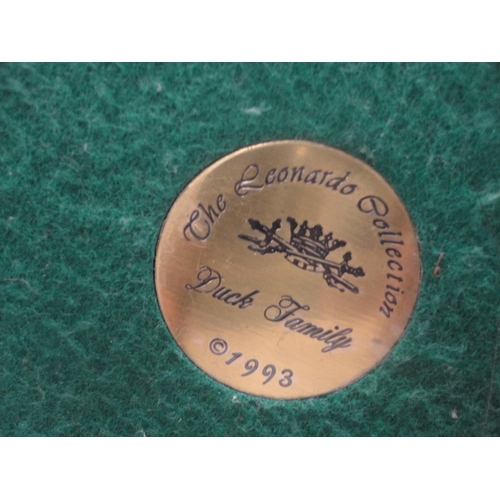 The Leonardo Collection
Duck Family
©1993